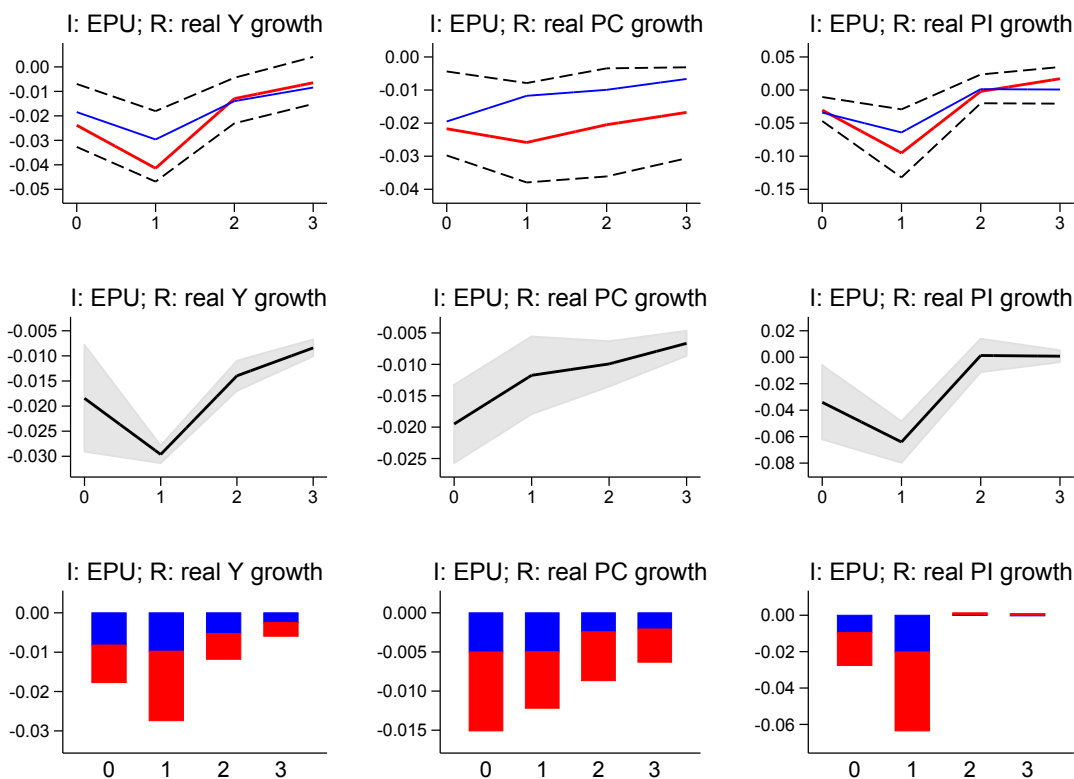 I: EPU; R: real Y growth
0.00
-0.01
-0.02
-0.03
-0.04
-0.05
0 1 2 3
I: EPU; R: real PC growth
0.00
-0.01
-0.02
-0.03
-0.04
0 1 2 3
I: EPU; R: real PI growth
0.05
0.00
-0.05
-0.10
-0.15
0 1 2 3
I: EPU; R: real Y growth
-0.005
-0.010
-0.015
-0.020
-0.025
-0.030
0 1 2 3
I: EPU; R: real PC growth
-0.005
-0.010
-0.015
-0.020
-0.025
0 1 2 3
I: EPU; R: real PI growth
0.02
0.00
-0.02
-0.04
-0.06
-0.08
0 1 2 3
I: EPU; R: real Y growth
0.00
-0.01
-0.02
-0.03
0 1 2 3
I: EPU; R: real PC growth
0.000
-0.005
-0.010
-0.015
0 1 2 3
I: EPU; R: real PI growth
0.00
-0.02
-0.04
-0.06
0 1 2 3